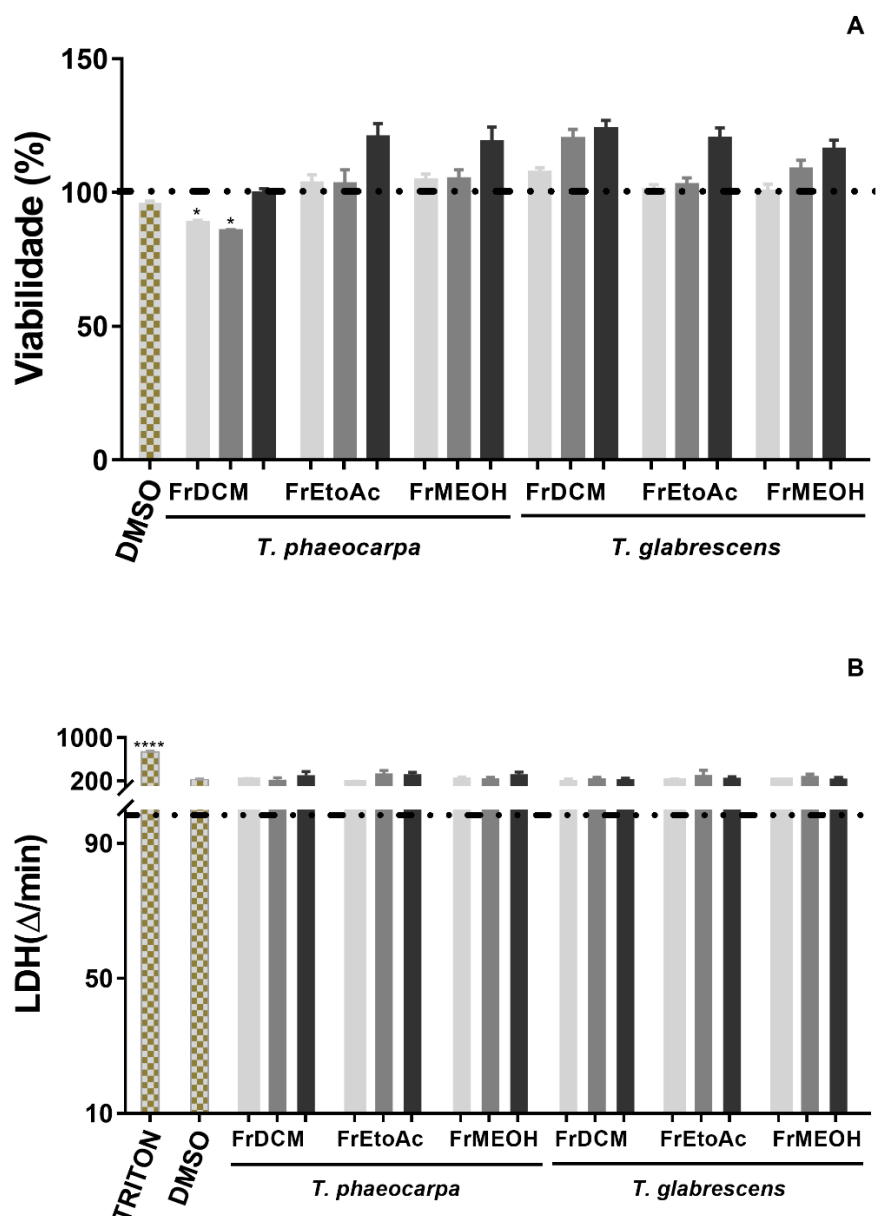 A
Viabilidade (%)
150
100
50
0
* *
DMSO
FrDCM FrEtoAc FrMEOH FrDCM FrEtoAc FrMEOH
T. phaeocarpa T. glabrescens
B
LDH(Δ/min)
1000
200
90
50
10
****
TRITON DMSO
FrDCM FrEtoAc FrMEOH FrDCM FrEtoAc FrMEOH
T. phaeocarpa T. glabrescens